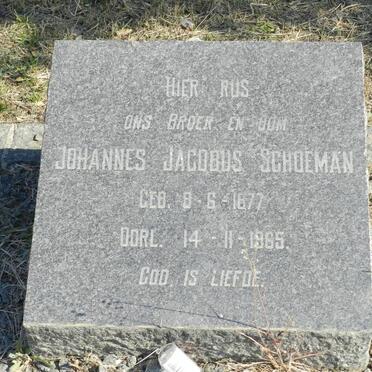 HIER RUS
ONS BROER EN OOM
JOHANNES JACOBUS SCHOEMAN
GEB. 8-6-1877
OORL. 14-11-1965.
GOD IS LIEFDE.